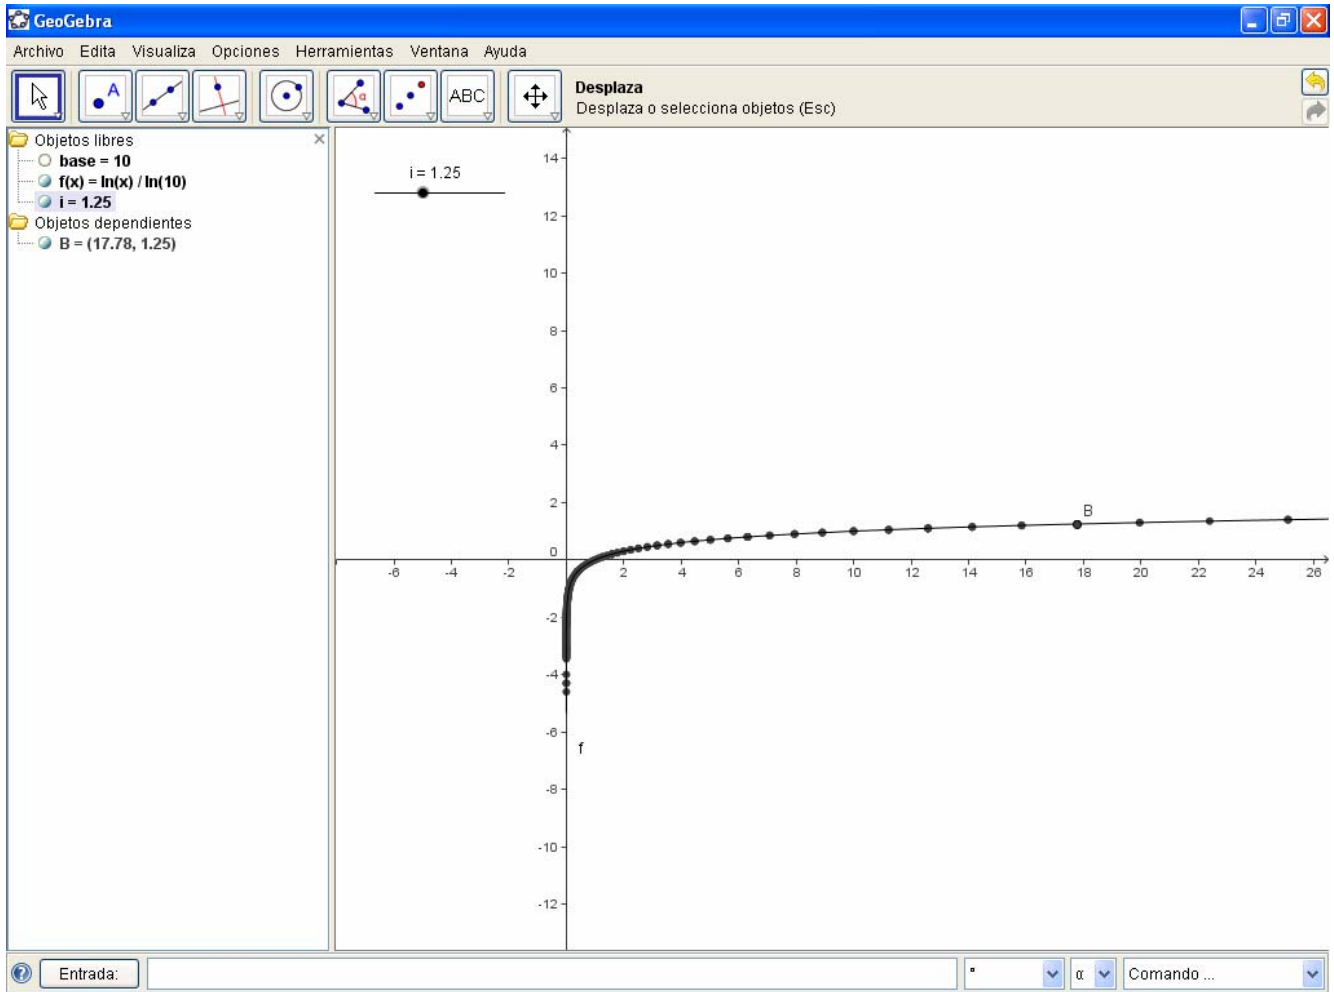 GeoGebra
Archivo Edita Visualiza Opciones Herramientas Ventana Ayuda
A
α
ABC
Desplaza
Desplaza o selecciona objetos (Esc)
Objetos libres
base = 10
f(x) = ln(x) / ln(10)
i = 1.25
Objetos dependientes
B = (17.78, 1.25)
i = 1.25
14
12
10
8
6
4
2
B
0
-6 -4 -2 2 4 6 8 10 12 14 16 18 20 22 24 26
-2
-4
-6
f
-8
-10
-12
Entrada:
° α Comando ...